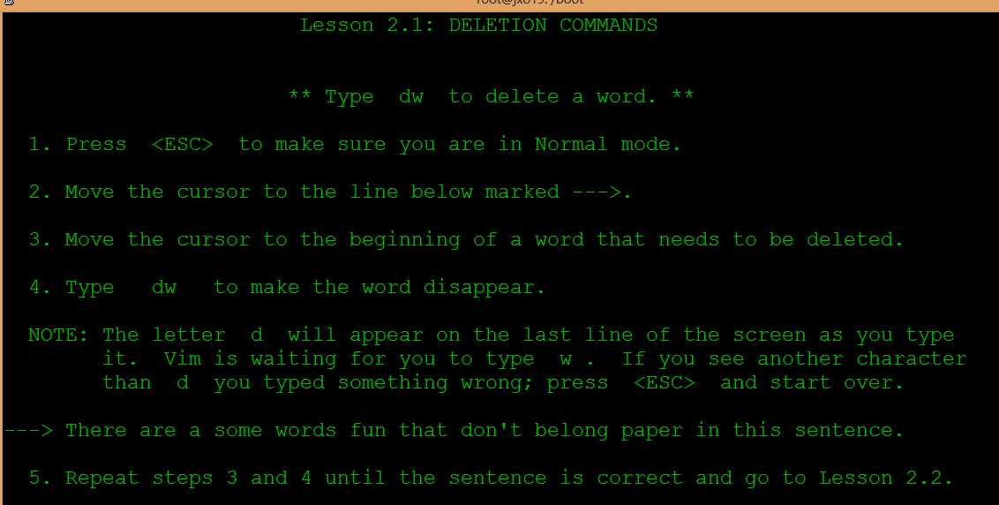 Lesson 2.1: DELETION COMMANDS
** Type  dw  to delete a word. **
1. Press  <ESC>  to make sure you are in Normal mode.
2. Move the cursor to the line below marked --->.
3. Move the cursor to the beginning of a word that needs to be deleted.
4. Type   dw   to make the word disappear.
NOTE: The letter  d  will appear on the last line of the screen as you type
it.  Vim is waiting for you to type  w .  If you see another character
than  d  you typed something wrong; press  <ESC>  and start over.
---> There are a some words fun that don't belong paper in this sentence.
5. Repeat steps 3 and 4 until the sentence is correct and go to Lesson 2.2.